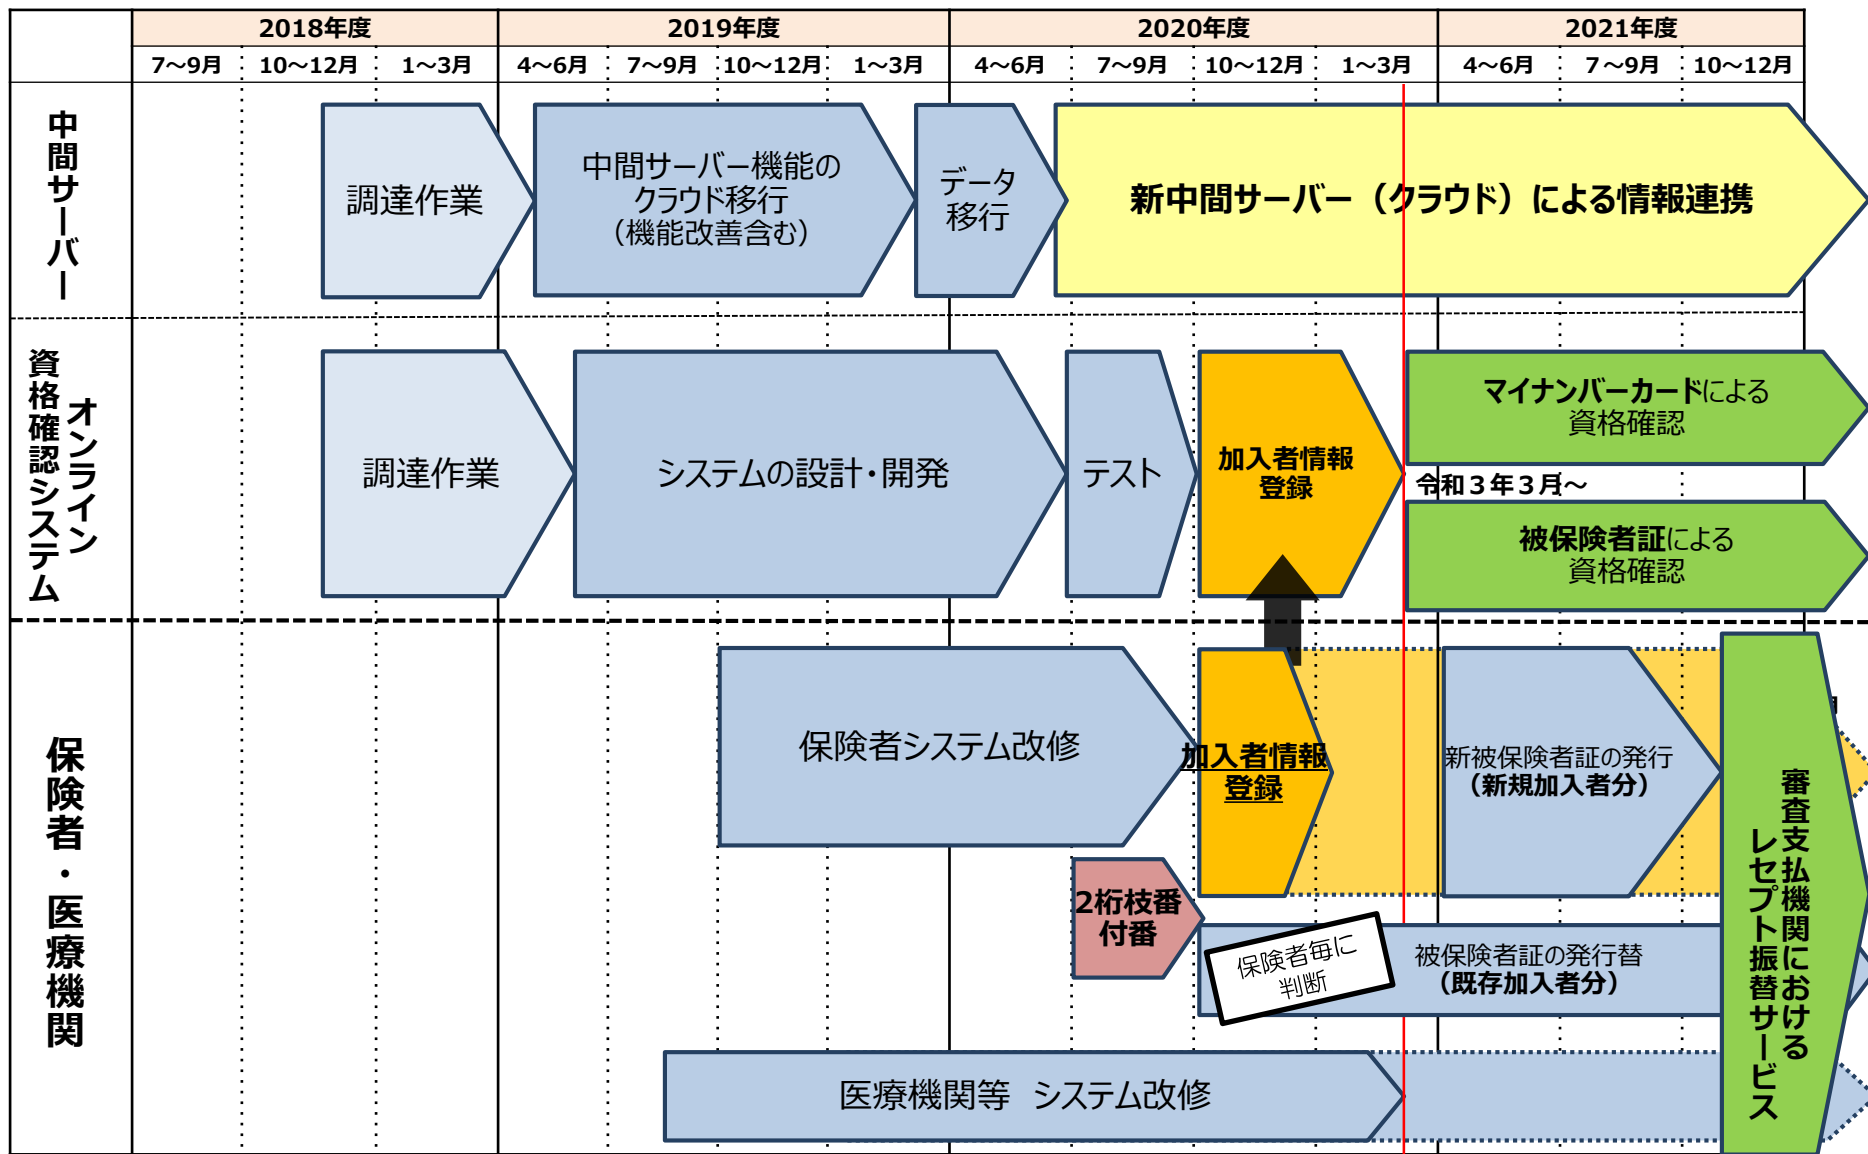 2018年度
2019年度
2020年度
2021年度
7～9月
10～12月
1～3月
4～6月
7～9月
10～12月
1～3月
4～6月
7～9月
10～12月
1～3月
4～6月
7～9月
10～12月
中間サーバー
調達作業
中間サーバー機能の
クラウド移行
（機能改善含む）
データ
移行
新中間サーバー（クラウド）による情報連携
オンライン
資格確認システム
調達作業
システムの設計・開発
テスト
加入者情報
登録
マイナンバーカードによる
資格確認
令和３年３月～
被保険者証による
資格確認
保険者・医療機関
保険者システム改修
加入者情報
登録
新被保険者証の発行
（新規加入者分）
2桁枝番
付番
保険者毎に
判断
被保険者証の発行替
（既存加入者分）
医療機関等　システム改修
審査支払機関における
レセプト振替サービス